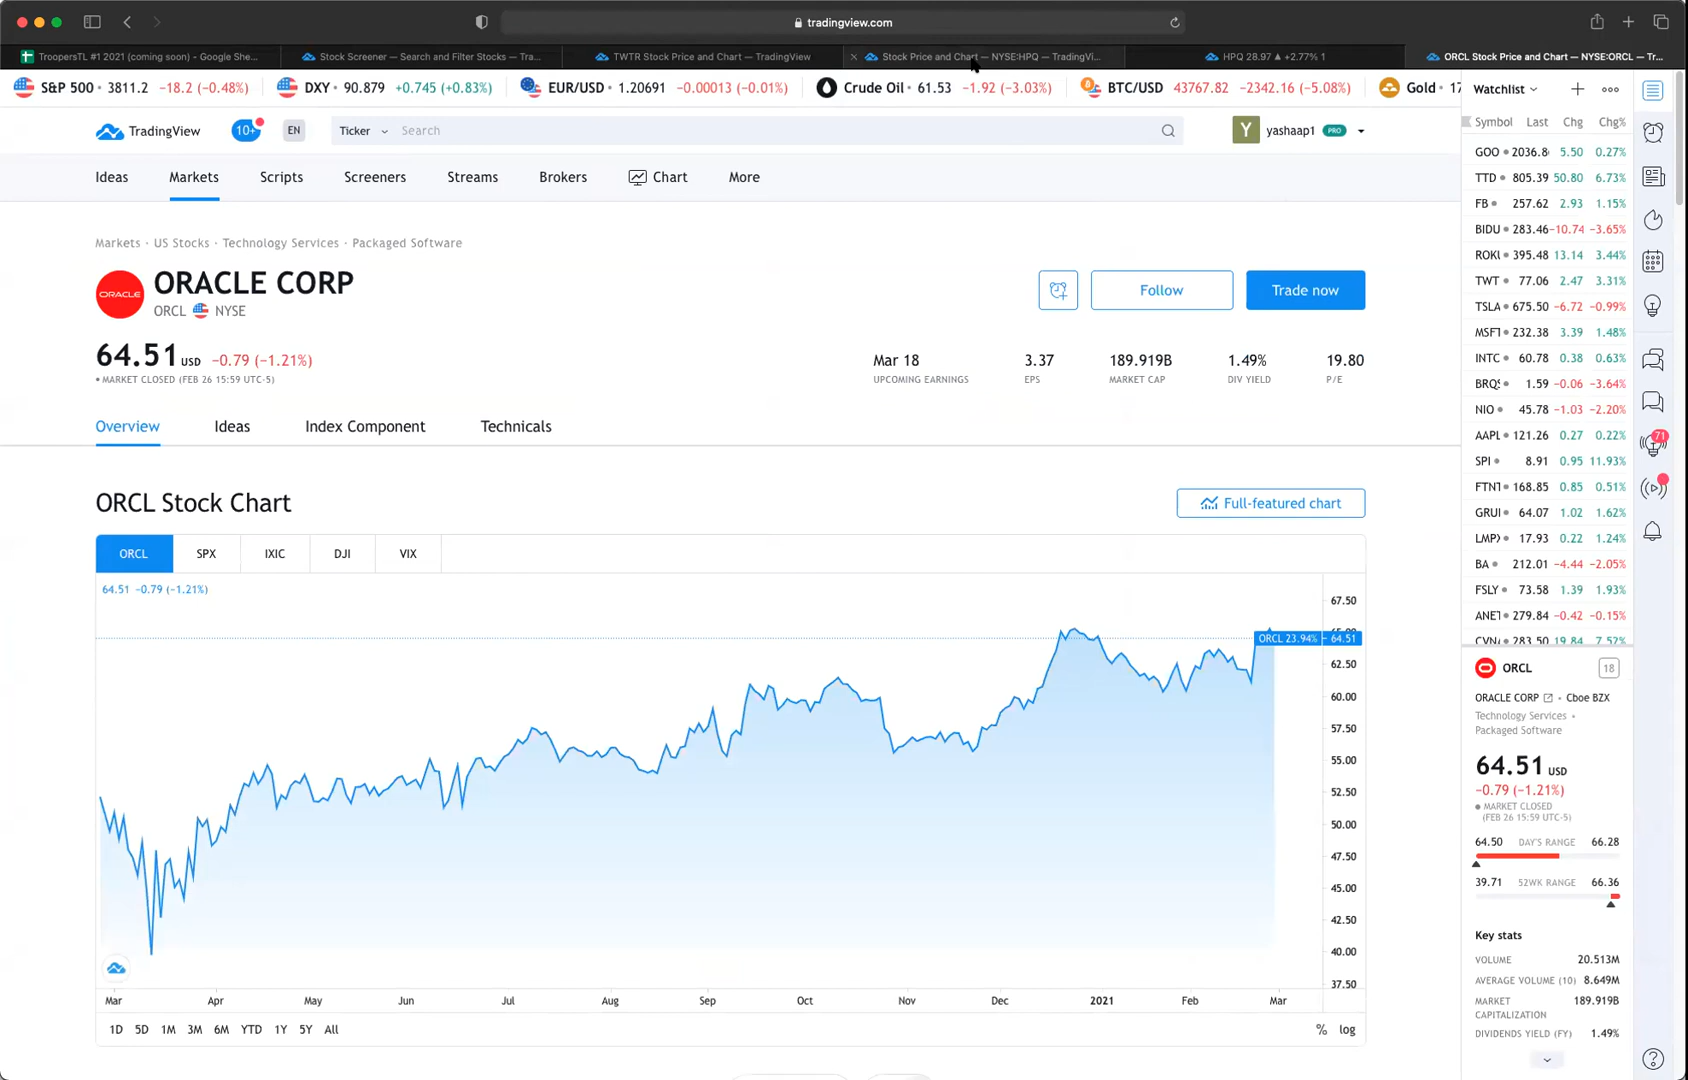 tradingview.com
TroopersTL #1 2021 (coming soon) - Google She...
Stock Screener — Search and Filter Stocks — Tra...
TWTR Stock Price and Chart — TradingView
Stock Price and Chart — NYSE:HPQ — TradingVi...
HPQ 28.97 ▲ +2.77% 1
ORCL Stock Price and Chart — NYSE:ORCL — Tr...
S&P 500 • 3811.2 -18.2 (-0.48%) DXY • 90.879 +0.745 (+0.83%) EUR/USD • 1.20691 -0.00013 (-0.01%) Crude Oil • 61.53 -1.92 (-3.03%) BTC/USD 43767.82 -2342.16 (-5.08%) Gold • 17
TradingView 10+ EN Ticker Search Y yashaap1 PRO
Ideas Markets Scripts Screeners Streams Brokers Chart More
Markets · US Stocks · Technology Services · Packaged Software
ORACLE
ORACLE CORP
ORCL NYSE
Follow
Trade now
64.51 USD -0.79 (-1.21%)
• MARKET CLOSED (FEB 26 15:59 UTC-5)
Mar 18 3.37 189.919B 1.49% 19.80
UPCOMING EARNINGS EPS MARKET CAP DIV YIELD P/E
Overview Ideas Index Component Technicals
ORCL Stock Chart
Full-featured chart
ORCL SPX IXIC DJI VIX
64.51 -0.79 (-1.21%)
67.50
ORCL 23.94% - 64.51
62.50
60.00
57.50
55.00
52.50
50.00
47.50
45.00
42.50
40.00
37.50
Mar Apr May Jun Jul Aug Sep Oct Nov Dec 2021 Feb Mar
1D 5D 1M 3M 6M YTD 1Y 5Y All % log
Watchlist
Symbol Last Chg Chg%
GOO 2036.8 5.50 0.27%
TTD 805.39 50.80 6.73%
FB 257.62 2.93 1.15%
BIDU 283.46 -10.74 -3.65%
ROKU 395.48 13.14 3.44%
TWT 77.06 2.47 3.31%
TSLA 675.50 -6.72 -0.99%
MSFT 232.38 3.39 1.48%
INTC 60.78 0.38 0.63%
BRQS 1.59 -0.06 -3.64%
NIO 45.78 -1.03 -2.20%
AAPL 121.26 0.27 0.22%
SPI 8.91 0.95 11.93%
FTNT 168.85 0.85 0.51%
GRUI 64.07 1.02 1.62%
LMPX 17.93 0.22 1.24%
BA 212.01 -4.44 -2.05%
FSLY 73.58 1.39 1.93%
ANET 279.84 -0.42 -0.15%
CVNA 283.50 19.84 7.52%
71
ORCL 18
ORACLE CORP • Cboe BZX
Technology Services •
Packaged Software
64.51 USD
-0.79 (-1.21%)
• MARKET CLOSED
(FEB 26 15:59 UTC-5)
64.50 DAY'S RANGE 66.28
39.71 52WK RANGE 66.36
Key stats
VOLUME 20.513M
AVERAGE VOLUME (10) 8.649M
MARKET 189.919B
CAPITALIZATION
DIVIDENDS YIELD (FY) 1.49%